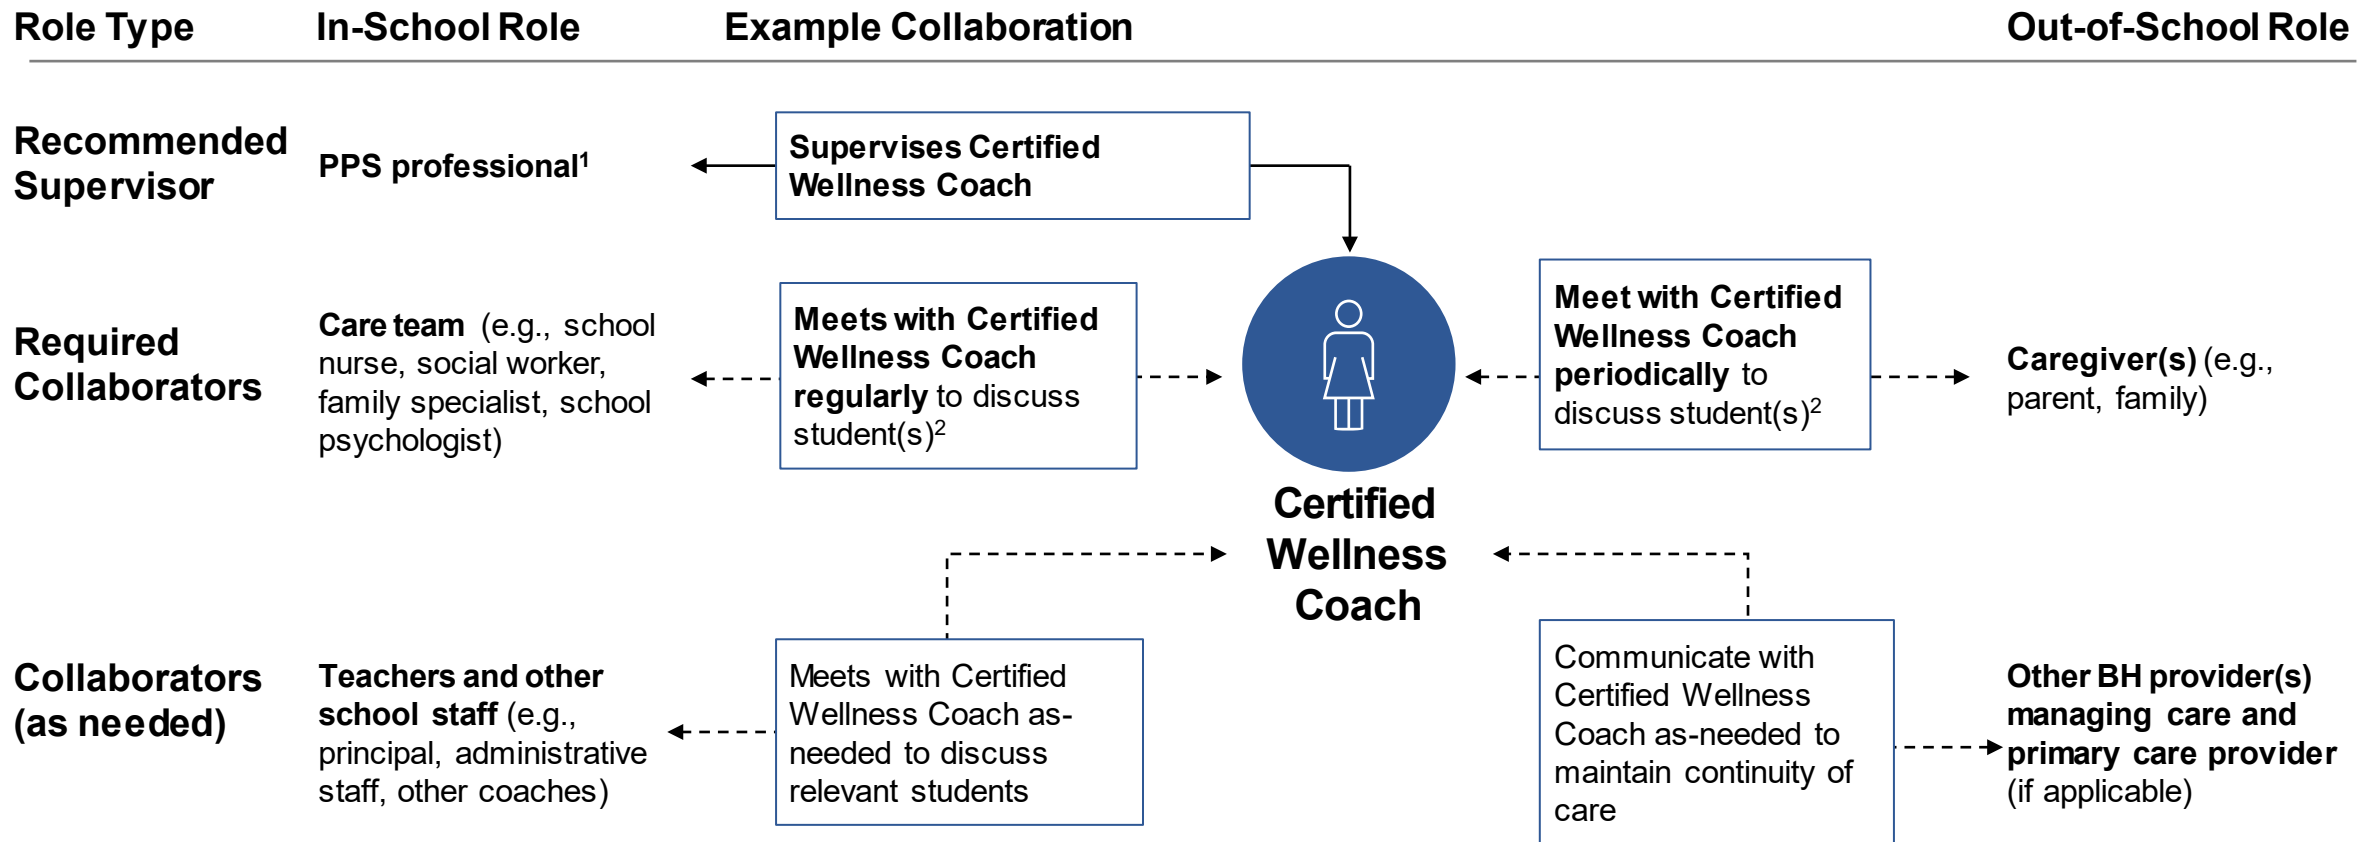 Role Type
In-School Role
Example Collaboration
Out-of-School Role
Recommended
Supervisor
PPS professional¹
Supervises Certified
Wellness Coach
Required
Collaborators
Care team (e.g., school
nurse, social worker,
family specialist, school
psychologist)
Meets with Certified
Wellness Coach
regularly to discuss
student(s)²
Meet with Certified
Wellness Coach
periodically to
discuss student(s)²
Caregiver(s) (e.g.,
parent, family)
Certified
Wellness
Coach
Collaborators
(as needed)
Teachers and other
school staff (e.g.,
principal, administrative
staff, other coaches)
Meets with Certified
Wellness Coach as-
needed to discuss
relevant students
Communicate with
Certified Wellness
Coach as-needed to
maintain continuity of
care
Other BH provider(s)
managing care and
primary care provider
(if applicable)